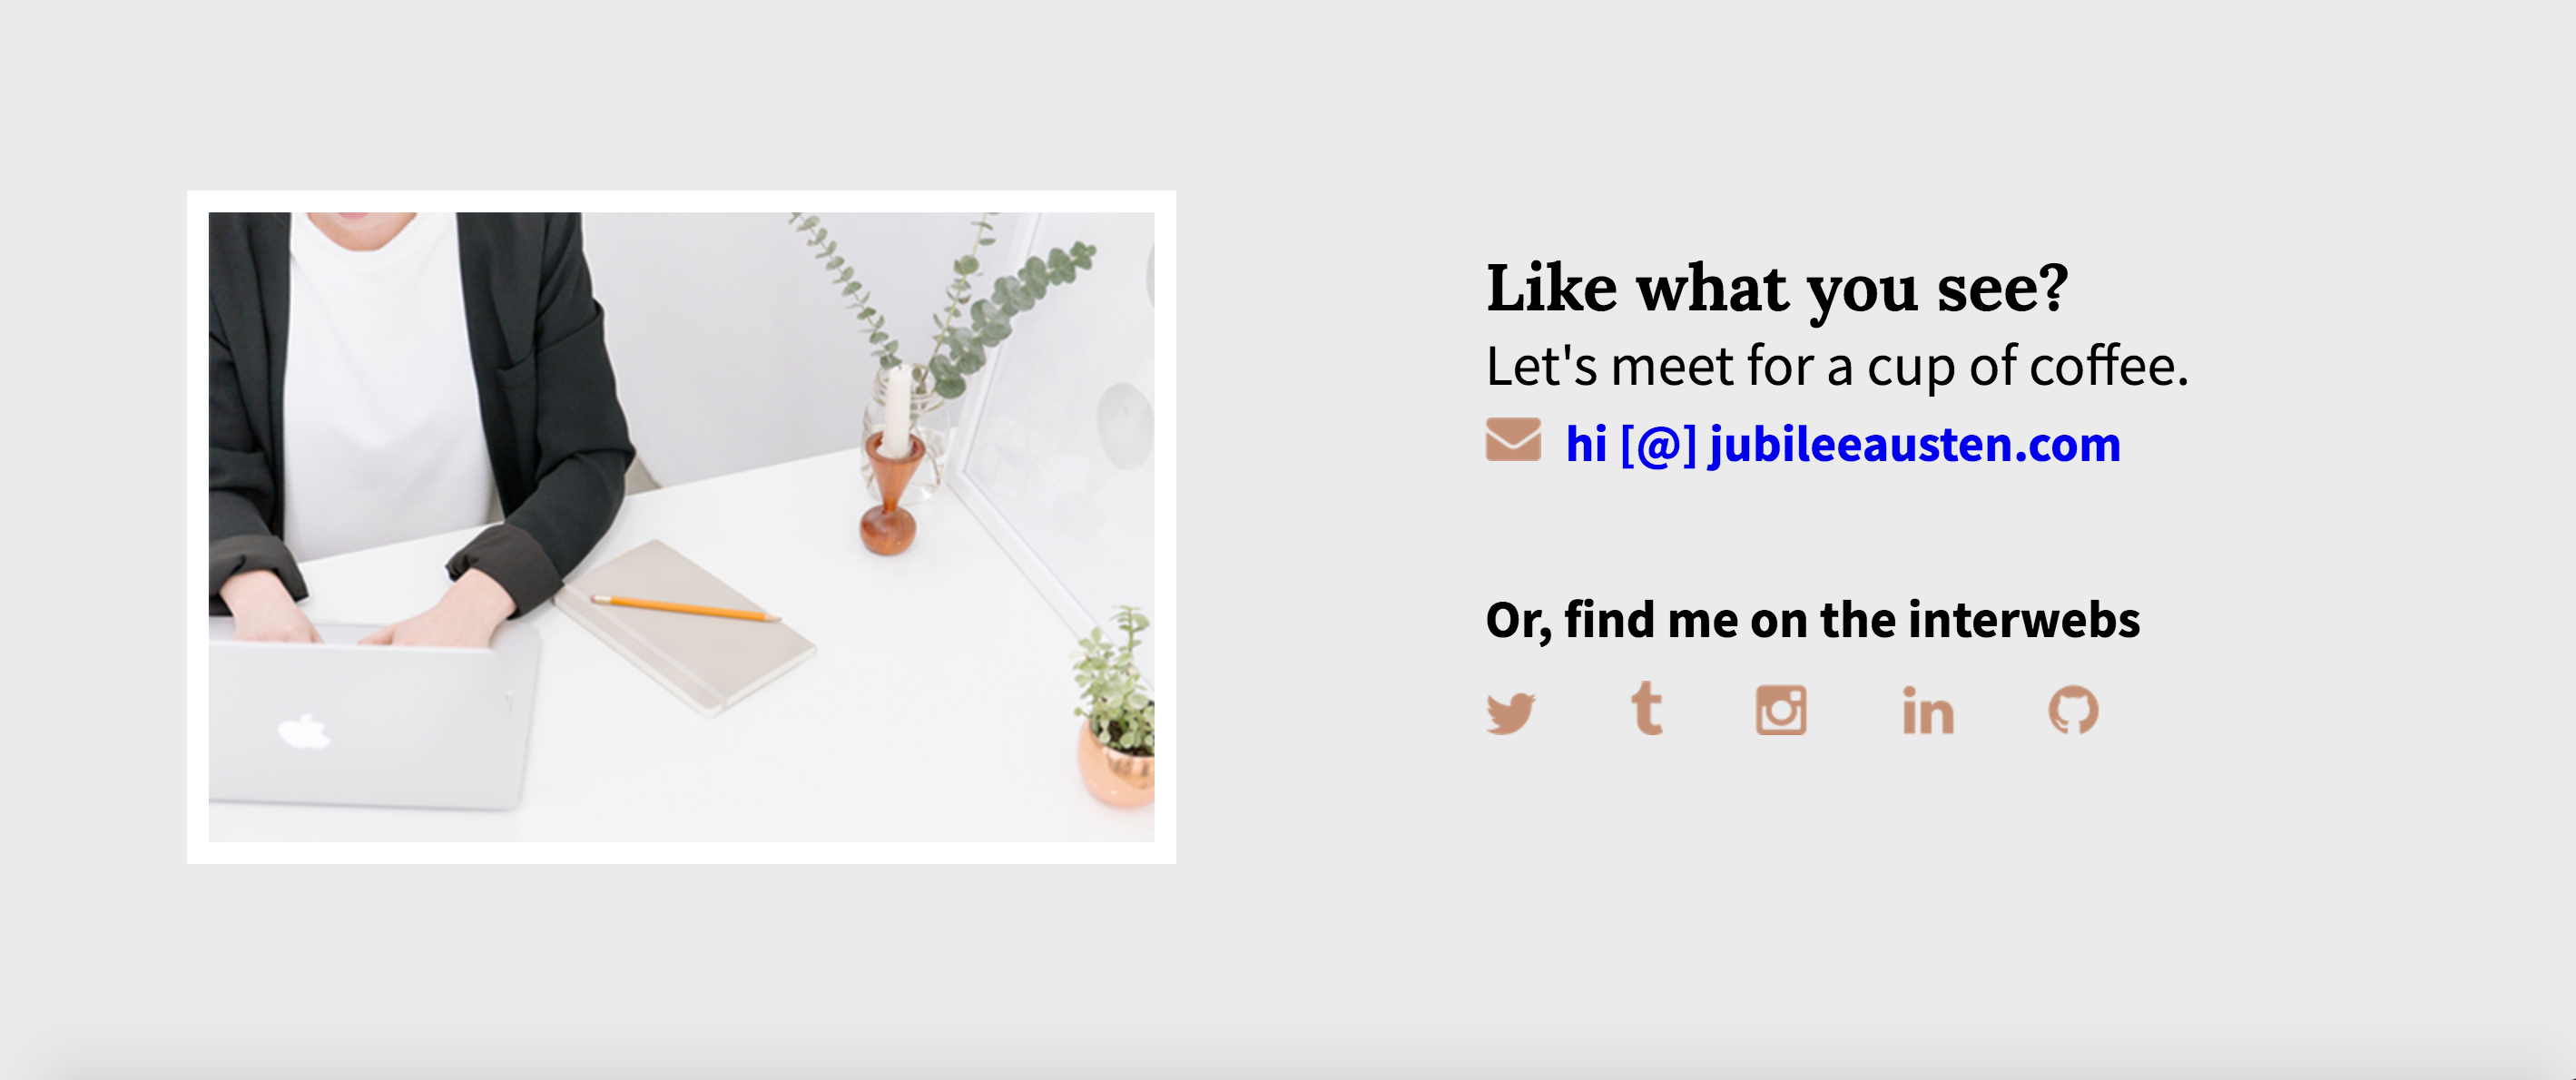 Like what you see?
Let's meet for a cup of coffee.
hi [@] jubileeausten.com
Or, find me on the interwebs